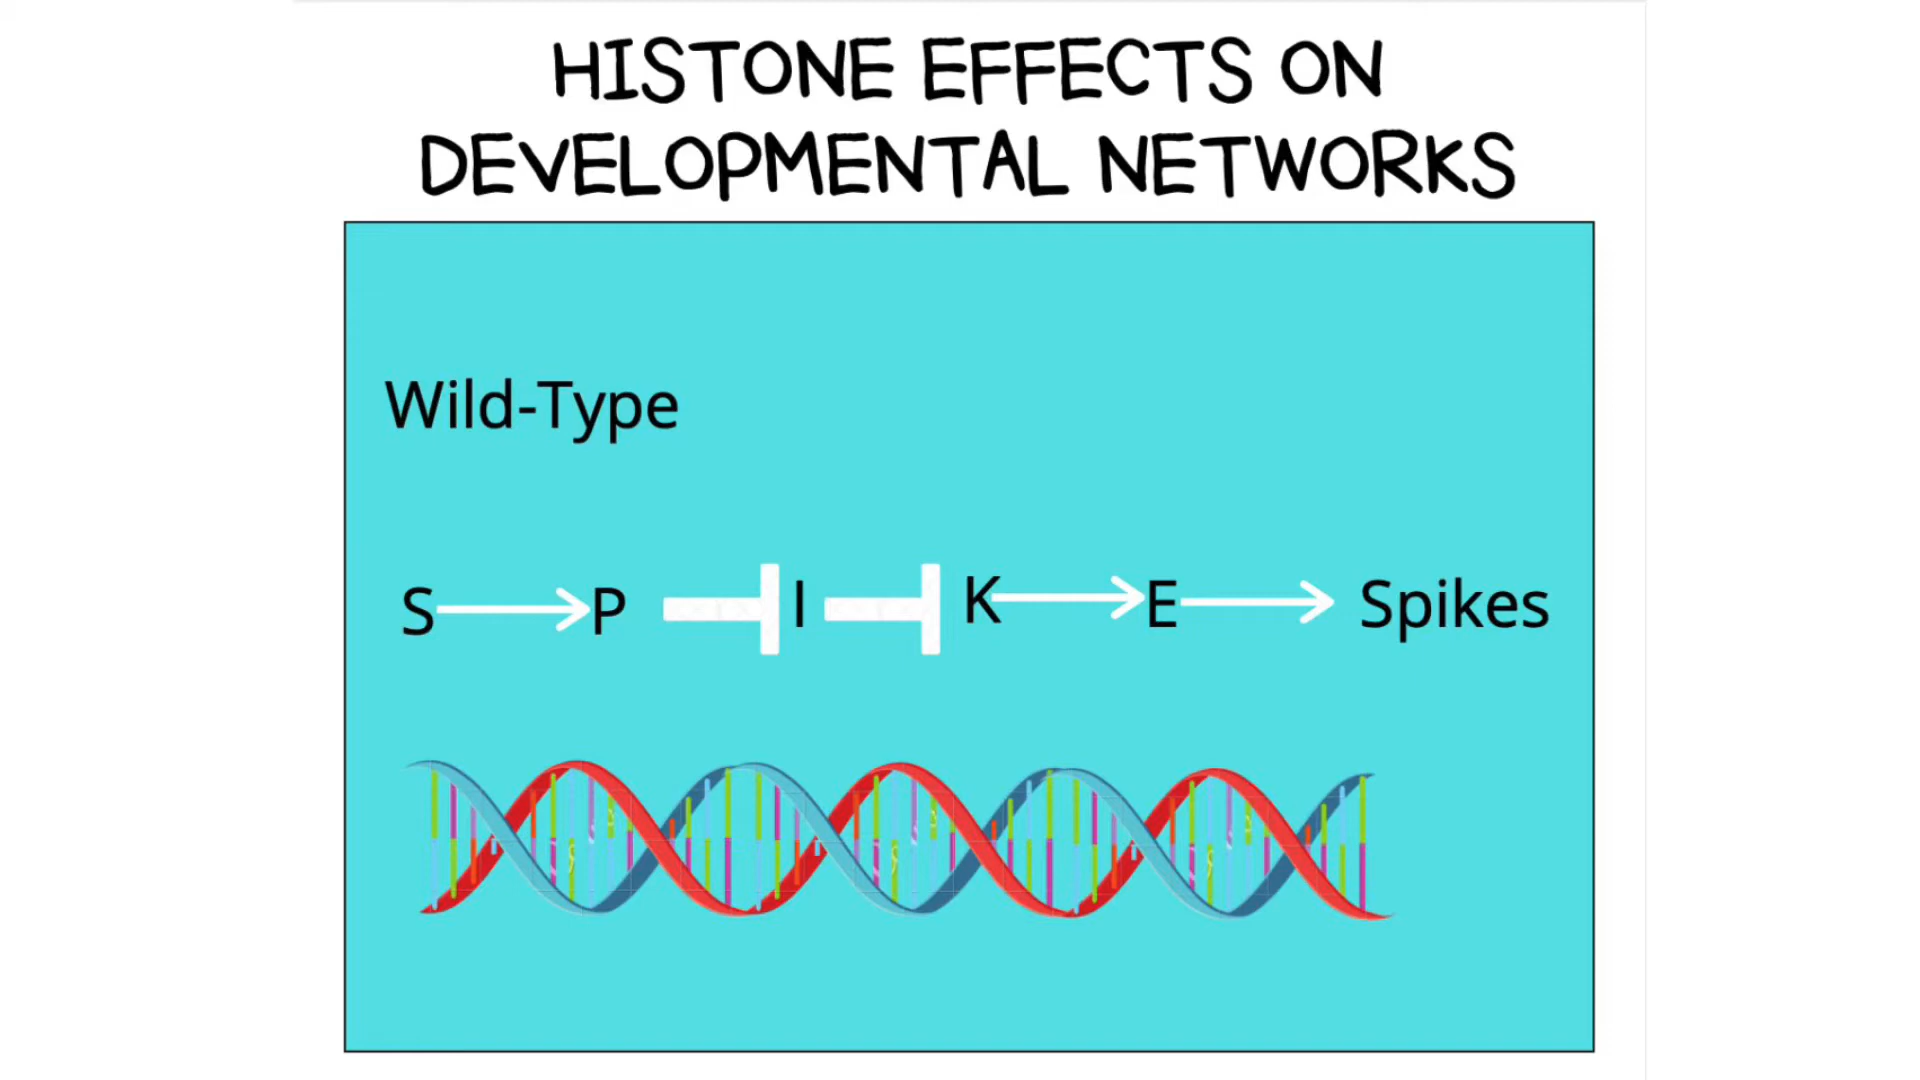 HISTONE EFFECTS ON
DEVELOPMENTAL NETWORKS
Wild-Type
S P I K E Spikes